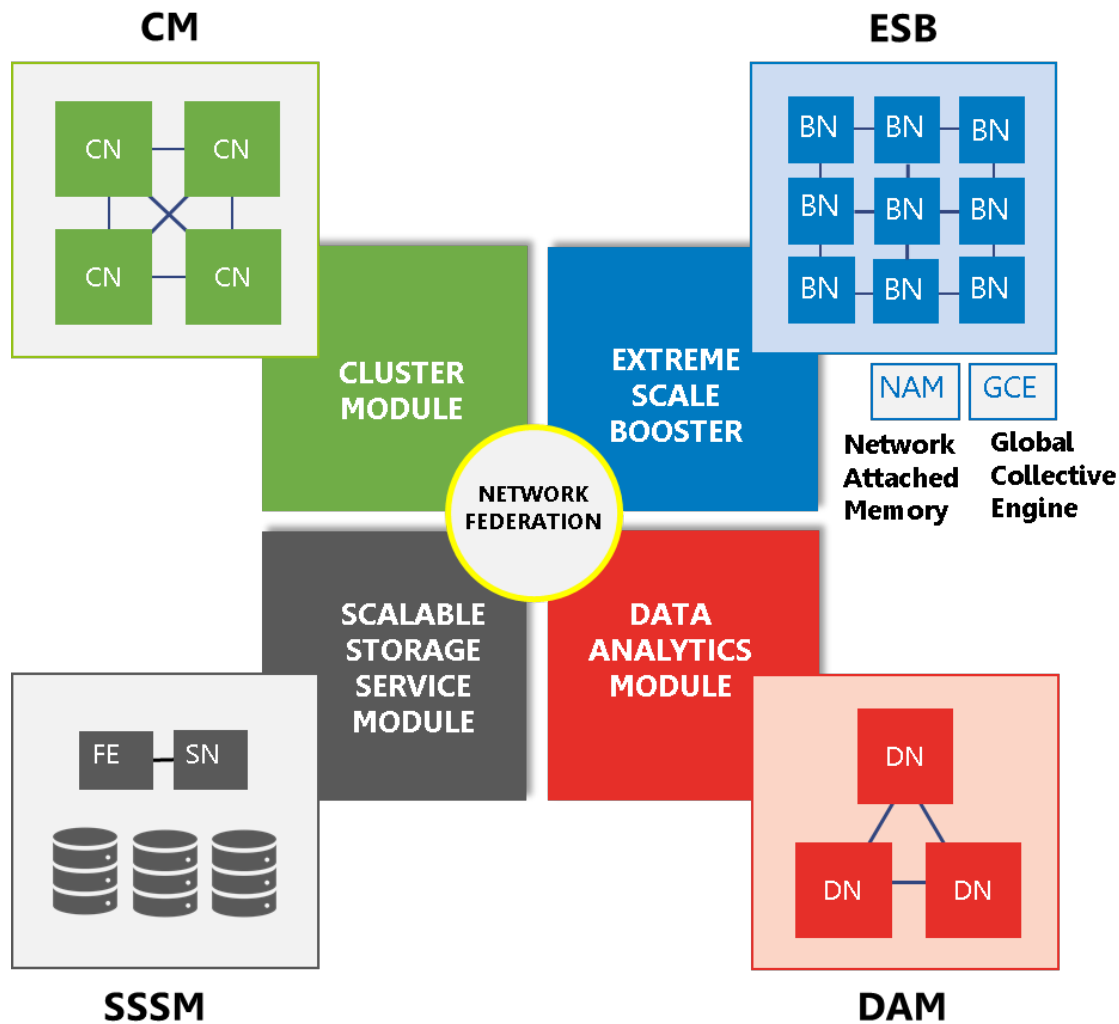 CM
ESB
CN CN
CN CN
BN BN BN
BN BN BN
BN BN BN
CLUSTER
MODULE
EXTREME
SCALE
BOOSTER
NAM GCE
Network
Attached
Memory
Global
Collective
Engine
NETWORK
FEDERATION
SCALABLE
STORAGE
SERVICE
MODULE
DATA
ANALYTICS
MODULE
FE SN
DN
DN DN
SSSM
DAM